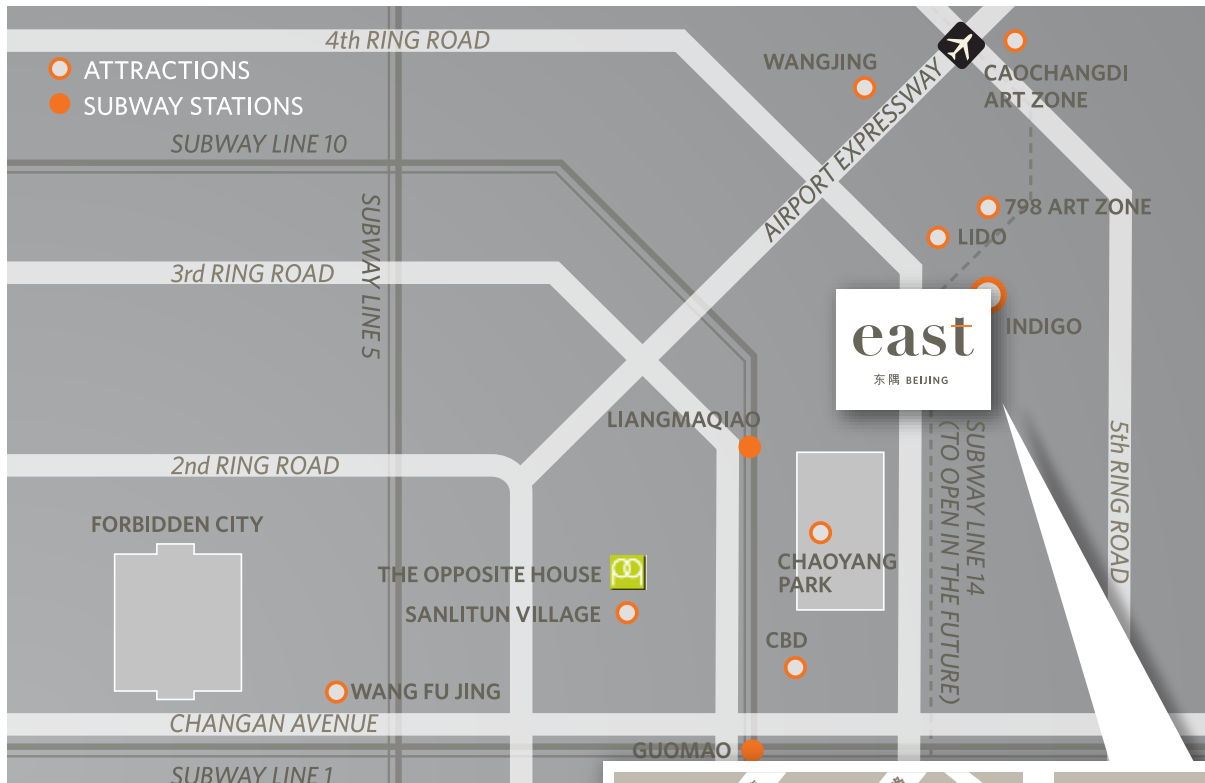 4th RING ROAD
ATTRACTIONS
SUBWAY STATIONS
SUBWAY LINE 10
WANGJING
CAOCHANGDI
ART ZONE
AIRPORT EXPRESSWAY
798 ART ZONE
LIDO
SUBWAY LINE 5
3rd RING ROAD
INDIGO
east
东隅 BEIJING
LIANGMAQIAO
2nd RING ROAD
SUBWAY LINE 14
(TO OPEN IN THE FUTURE)
5th RING ROAD
FORBIDDEN CITY
THE OPPOSITE HOUSE
CHAOYANG
PARK
SANLITUN VILLAGE
CBD
WANG FU JING
CHANGAN AVENUE
GUOMAO
SUBWAY LINE 1